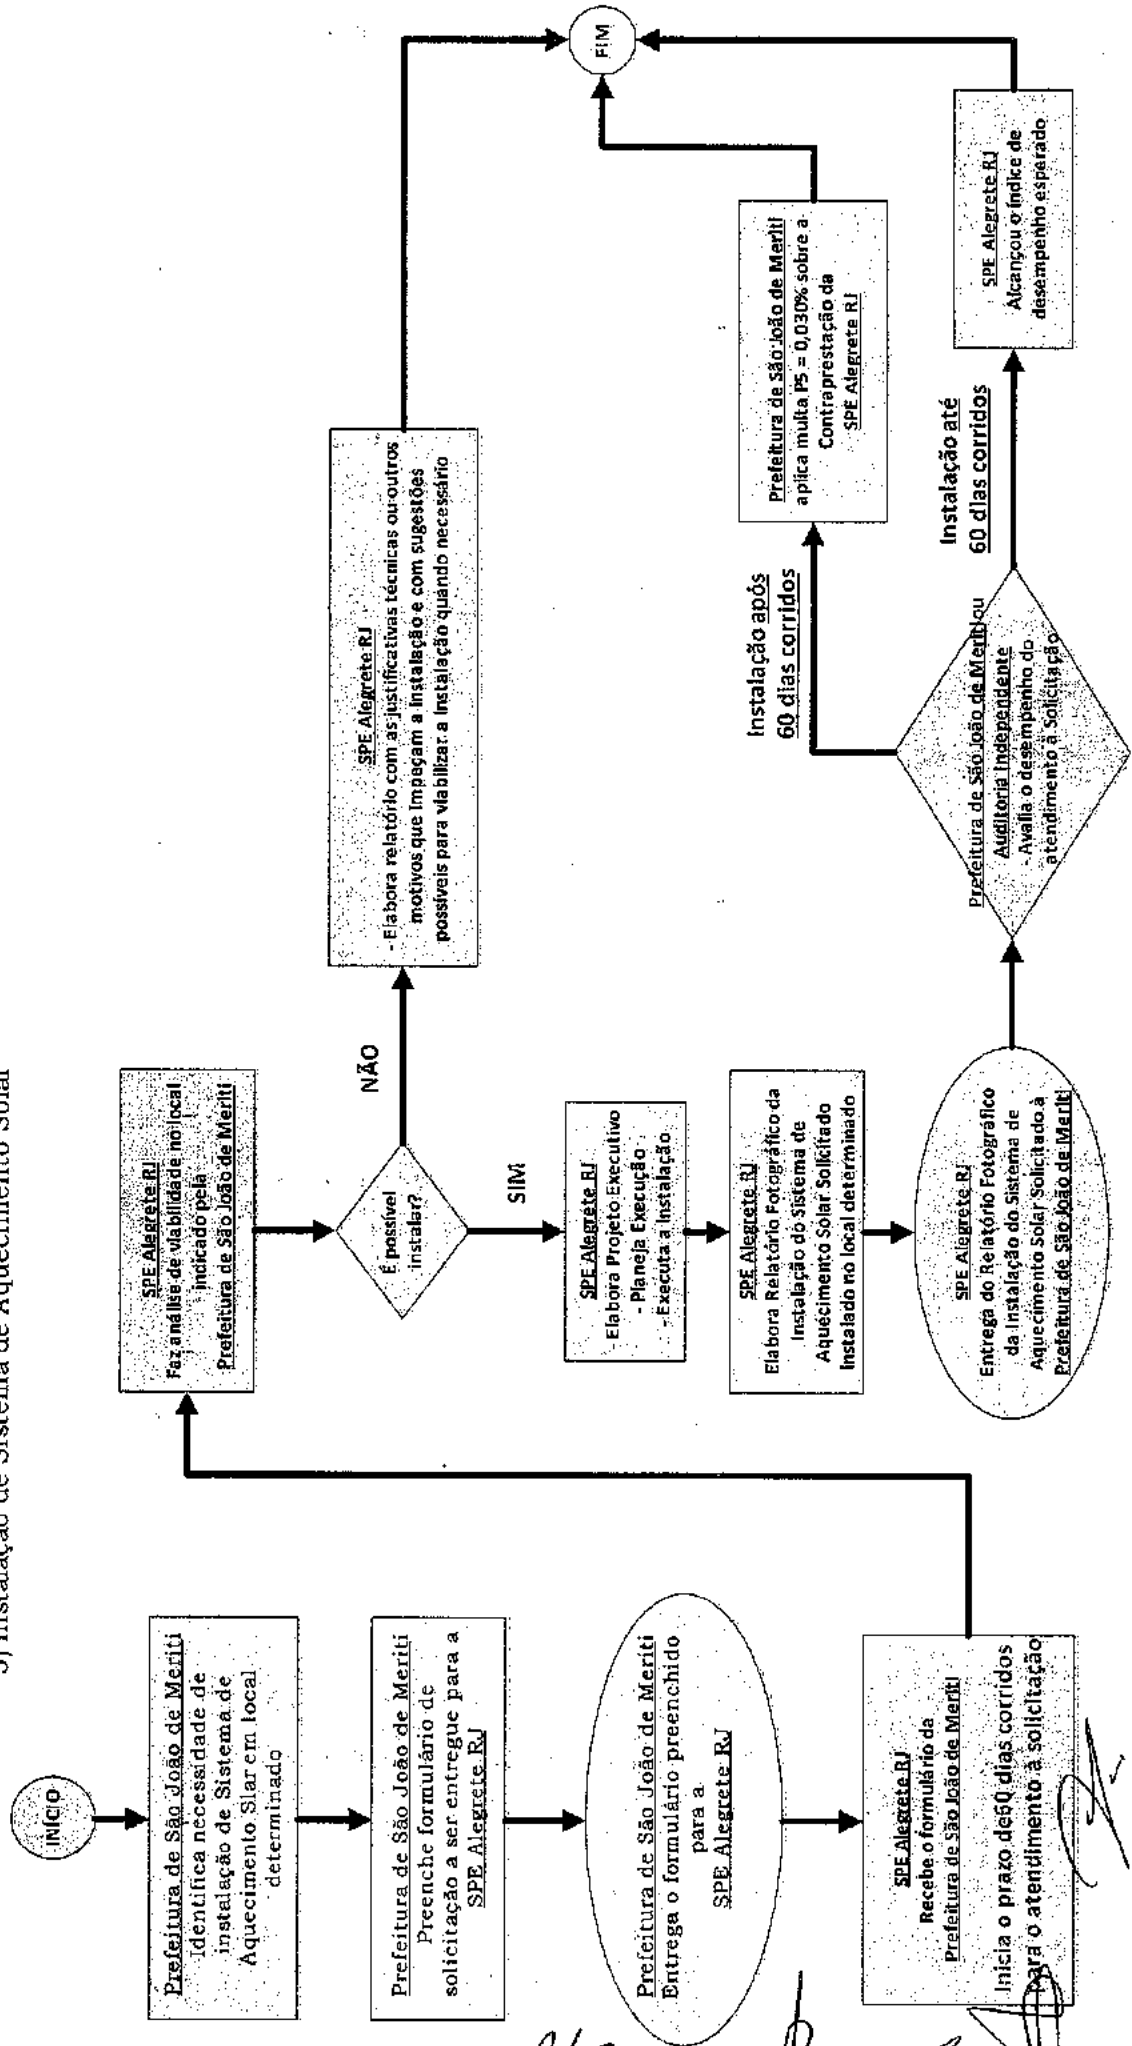 5) Instalação de Sistema de Aquecimento Solar
INÍCIO
Prefeitura de São João de Meriti
Identifica necessidade de
instalação de Sistema de
Aquecimento Slar em local
determinado
Prefeitura de São João de Meriti
Preenche formulário de
solicitação a ser entregue para a
SPE Alegrete RJ
Prefeitura de São João de Meriti
Entrega o formulário preenchido
para a
SPE Alegrete RJ
SPE Alegrete RJ
Recebe o formulário da
Prefeitura de São João de Meriti
Inicia o prazo de 60 dias corridos
para o atendimento à solicitação
SPE Alegrete RJ
Faz análise de viabilidade no local
indicado pela
Prefeitura de São João de Meriti
É possível
instalar?
NÃO
SIM
SPE Alegrete RJ
- Elabora relatório com as justificativas técnicas ou outros
motivos que impeçam a instalação e com sugestões
possíveis para viabilizar a instalação quando necessário
SPE Alegrete RJ
- Elabora Projeto Executivo
- Planeja Execução
- Executa a Instalação
SPE Alegrete RJ
Elabora Relatório Fotográfico da
Instalação do Sistema de
Aquecimento Solar Solicitado
Instalado no local determinado
SPE Alegrete RJ
Entrega do Relatório Fotográfico
da Instalação do Sistema de
Aquecimento Solar Solicitado à
Prefeitura de São João de Meriti
Prefeitura de São João de Meriti ou
Auditoria Independente
- Avalia o desempenho do
atendimento à Solicitação
Instalação após
60 dias corridos
Prefeitura de São João de Meriti
aplica multa P5 = 0,030% sobre a
Contraprestação da
SPE Alegrete RJ
Instalação até
60 dias corridos
SPE Alegrete RJ
Alcançou o índice de
desempenho esperado
FIM